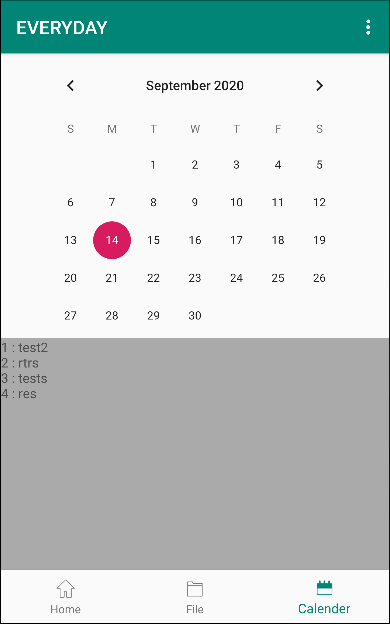 EVERYDAY
September 2020
S M T W T F S
1 2 3 4 5
6 7 8 9 10 11 12
13 14 15 16 17 18 19
20 21 22 23 24 25 26
27 28 29 30
1 : test2
2 : rtrs
3 : tests
4 : res
Home File Calender